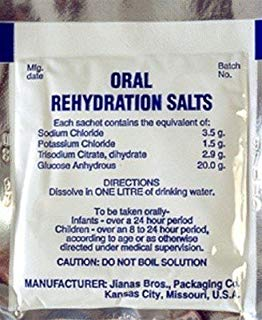 Mfg.
date
Batch
No.
ORAL
REHYDRATION SALTS
Each sachet contains the equivalent of:
Sodium Chloride 3.5 g.
Potassium Chloride 1.5 g.
Trisodium Citrate, dihydrate 2.9 g.
Glucose Anhydrous 20.0 g.
DIRECTIONS
Dissolve in ONE LITRE of drinking water.
To be taken orally-
Infants - over a 24 hour period
Children - over an 8 to 24 hour period,
according to age or as otherwise
directed under medical supervision.
CAUTION: DO NOT BOIL SOLUTION
MANUFACTURER: Jianas Bros., Packaging Co.
Kansas City, Missouri, U.S.A.